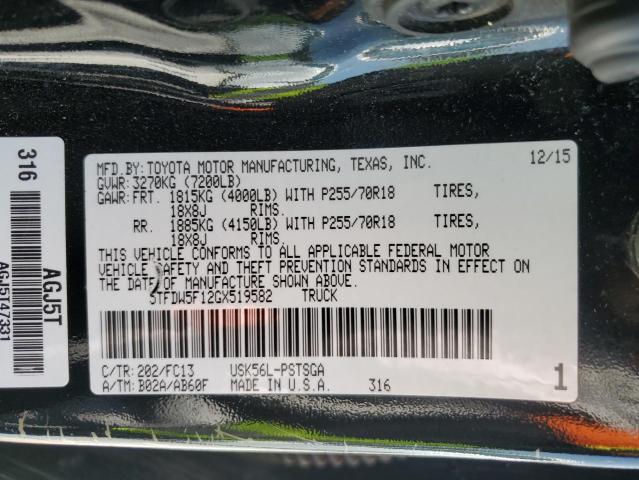 MFD.BY: TOYOTA MOTOR MANUFACTURING, TEXAS, INC. 12/15
GVWR: 3270KG (7200LB)
GAWR: FRT. 1815KG (4000LB) WITH P255/70R18 TIRES,
18X8J RIMS.
RR. 1885KG (4150LB) WITH P255/70R18 TIRES,
18X8J RIMS.
THIS VEHICLE CONFORMS TO ALL APPLICABLE FEDERAL MOTOR
VEHICLE SAFETY AND THEFT PREVENTION STANDARDS IN EFFECT ON
THE DATE OF MANUFACTURE SHOWN ABOVE.
5TFDW5F12GX519582 TRUCK
C/TR: 202/FC13 USK56L-PSTSGA
A/TM: B02A/AB60F MADE IN U.S.A. 316 1
316
AGJ5T
AGJ5T47331